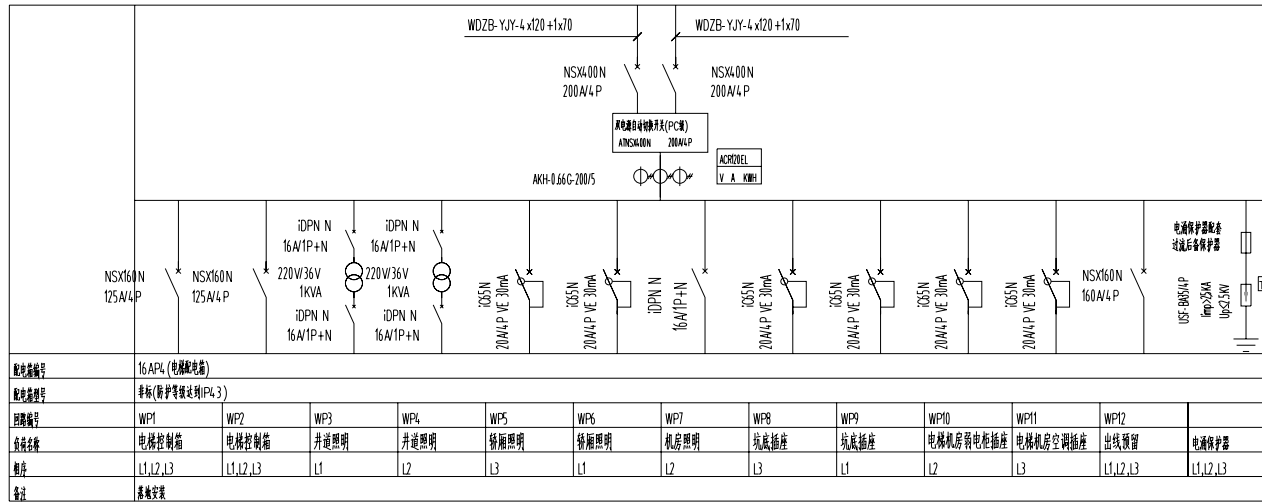 WDZB-YJY-4x120+1x70
WDZB-YJY-4x120+1x70
NSX400N
200A/4P
NSX400N
200A/4P
双电源自动切换开关(PC级)
ATNSX400N 200A/4P
ACR120EL
V A KWH
AKH-0.66G-200/5
NSX160N
125A/4P
NSX160N
125A/4P
iDPN N
16A/1P+N
220V/36V
1KVA
iDPN N
16A/1P+N
iDPN N
16A/1P+N
220V/36V
1KVA
iDPN N
16A/1P+N
iC65N
20A/4P VE 30mA
iC65N
20A/4P VE 30mA
iDPN N
16A/1P+N
iC65N
20A/4P VE 30mA
iC65N
20A/4P VE 30mA
iC65N
20A/4P VE 30mA
iC65N
20A/4P VE 30mA
NSX160N
160A/4P
电涌保护器配套
过流后备保护器
Iimp≥25KA
Up≤2.5KV
配电箱编号 16AP4(电梯配电箱)
配电箱型号 非标(防护等级达到IP43)
回路编号 WP1 WP2 WP3 WP4 WP5 WP6 WP7 WP8 WP9 WP10 WP11 WP12
负荷名称 电梯控制箱 电梯控制箱 井道照明 井道照明 轿厢照明 轿厢照明 机房照明 坑底插座 坑底插座 电梯机房弱电柜插座 电梯机房空调插座 出线预留 电涌保护器
相序 L1,L2,L3 L1,L2,L3 L1 L2 L3 L1 L2 L3 L1 L2 L3 L1,L2,L3 L1,L2,L3
备注 落地安装